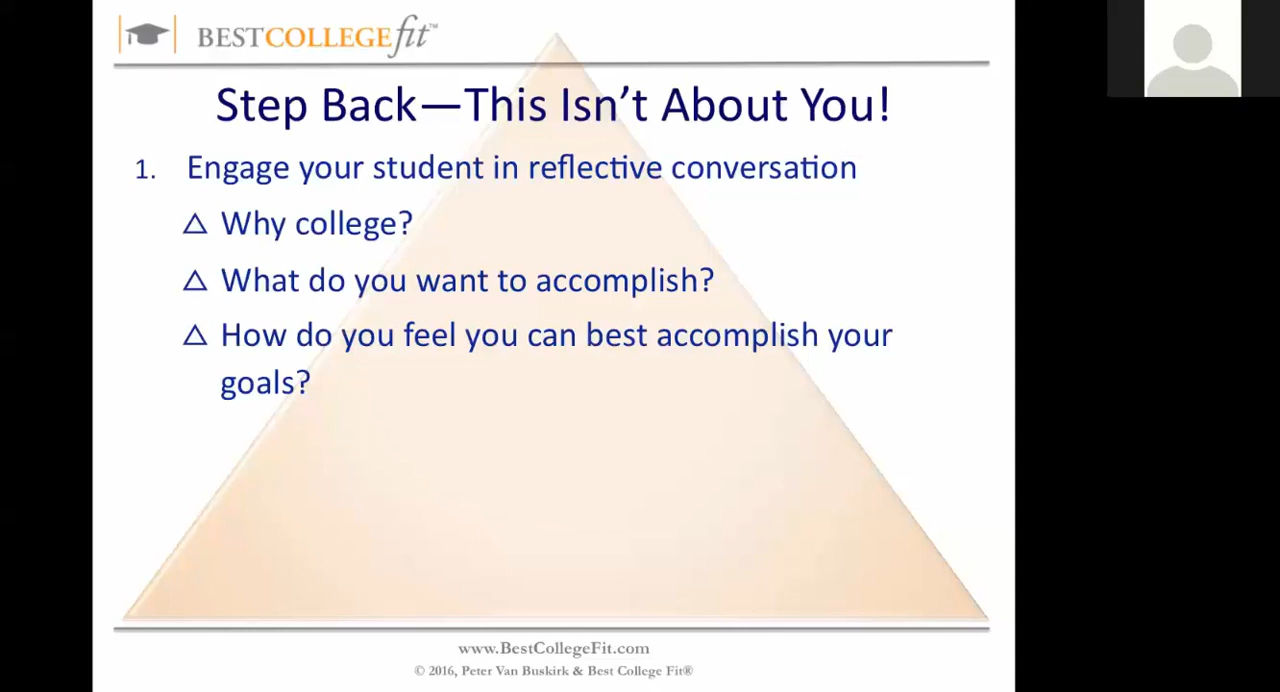 BESTCOLLEGEfit™
Step Back—This Isn't About You!
1. Engage your student in reflective conversation
△ Why college?
△ What do you want to accomplish?
△ How do you feel you can best accomplish your
goals?
www.BestCollegeFit.com
© 2016, Peter Van Buskirk & Best College Fit®